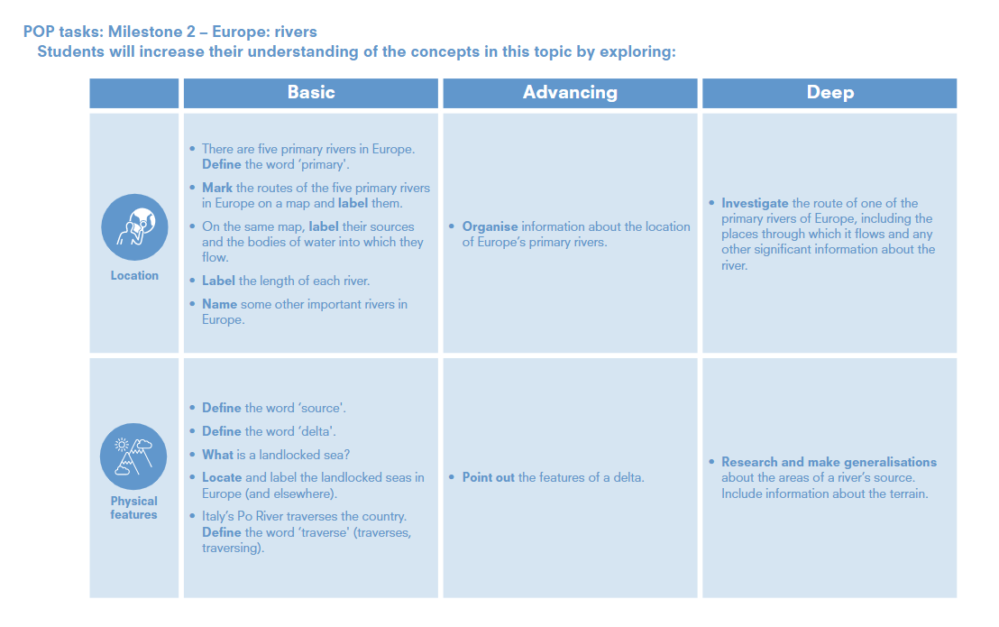 POP tasks: Milestone 2 – Europe: rivers
Students will increase their understanding of the concepts in this topic by exploring:
Basic
Advancing
Deep
Location
• There are five primary rivers in Europe.
Define the word ‘primary'.
• Mark the routes of the five primary rivers
in Europe on a map and label them.
• On the same map, label their sources
and the bodies of water into which they
flow.
• Label the length of each river.
• Name some other important rivers in
Europe.
• Organise information about the location
of Europe’s primary rivers.
• Investigate the route of one of the
primary rivers of Europe, including the
places through which it flows and any
other significant information about the
river.
Physical
features
• Define the word ‘source'.
• Define the word ‘delta'.
• What is a landlocked sea?
• Locate and label the landlocked seas in
Europe (and elsewhere).
• Italy’s Po River traverses the country.
Define the word ‘traverse' (traverses,
traversing).
• Point out the features of a delta.
• Research and make generalisations
about the areas of a river’s source.
Include information about the terrain.